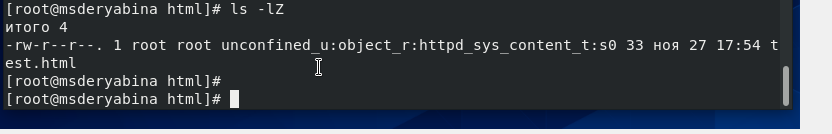 [root@msderyabina html]# ls -lZ
итого 4
-rw-r--r--. 1 root root unconfined_u:object_r:httpd_sys_content_t:s0 33 ноя 27 17:54 t
est.html
[root@msderyabina html]#
[root@msderyabina html]#